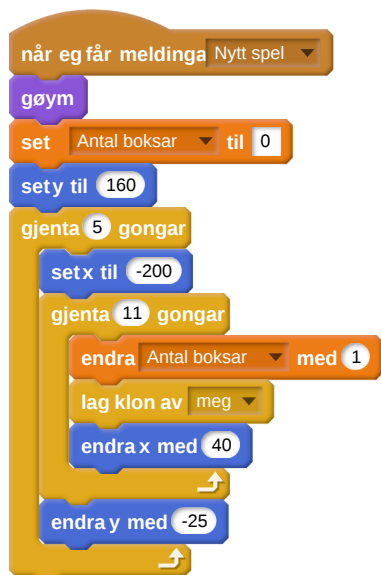 når eg får meldinga Nytt spel
gøym
set Antal boksar til 0
set y til 160
gjenta 5 gongar
set x til -200
gjenta 11 gongar
endra Antal boksar med 1
lag klon av meg
endra x med 40
endra y med -25